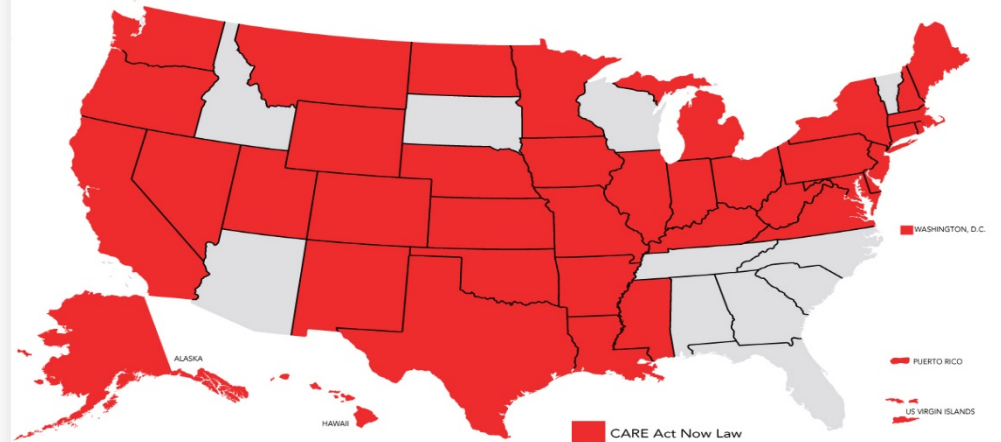 WASHINGTON, D.C.
ALASKA
PUERTO RICO
US VIRGIN ISLANDS
HAWAII
CARE Act Now Law